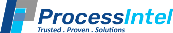 ProcessIntel
Trusted . Proven . Solutions